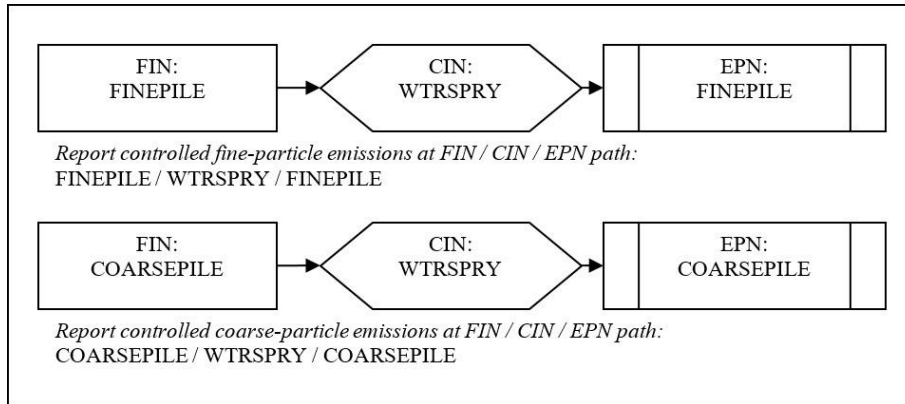 FIN:
FINEPILE
CIN:
WTRSPRY
EPN:
FINEPILE
Report controlled fine-particle emissions at FIN / CIN / EPN path:
FINEPILE / WTRSPRY / FINEPILE
FIN:
COARSEPILE
CIN:
WTRSPRY
EPN:
COARSEPILE
Report controlled coarse-particle emissions at FIN / CIN / EPN path:
COARSEPILE / WTRSPRY / COARSEPILE